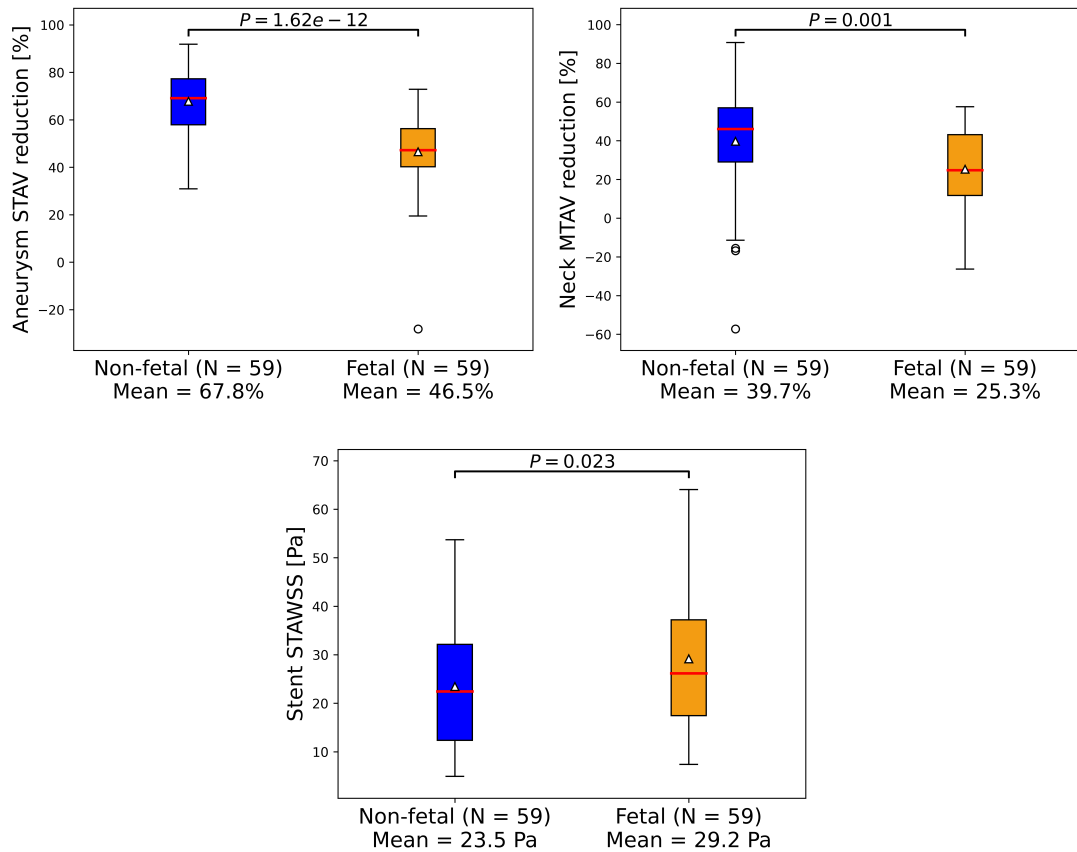 P = 1.62e − 12
Aneurysm STAV reduction [%]
100
80
60
40
20
0
−20
Non-fetal (N = 59)
Mean = 67.8%
Fetal (N = 59)
Mean = 46.5%
P = 0.001
Neck MTAV reduction [%]
100
80
60
40
20
0
−20
−40
−60
Non-fetal (N = 59)
Mean = 39.7%
Fetal (N = 59)
Mean = 25.3%
P = 0.023
Stent STAWSS [Pa]
70
60
50
40
30
20
10
Non-fetal (N = 59)
Mean = 23.5 Pa
Fetal (N = 59)
Mean = 29.2 Pa